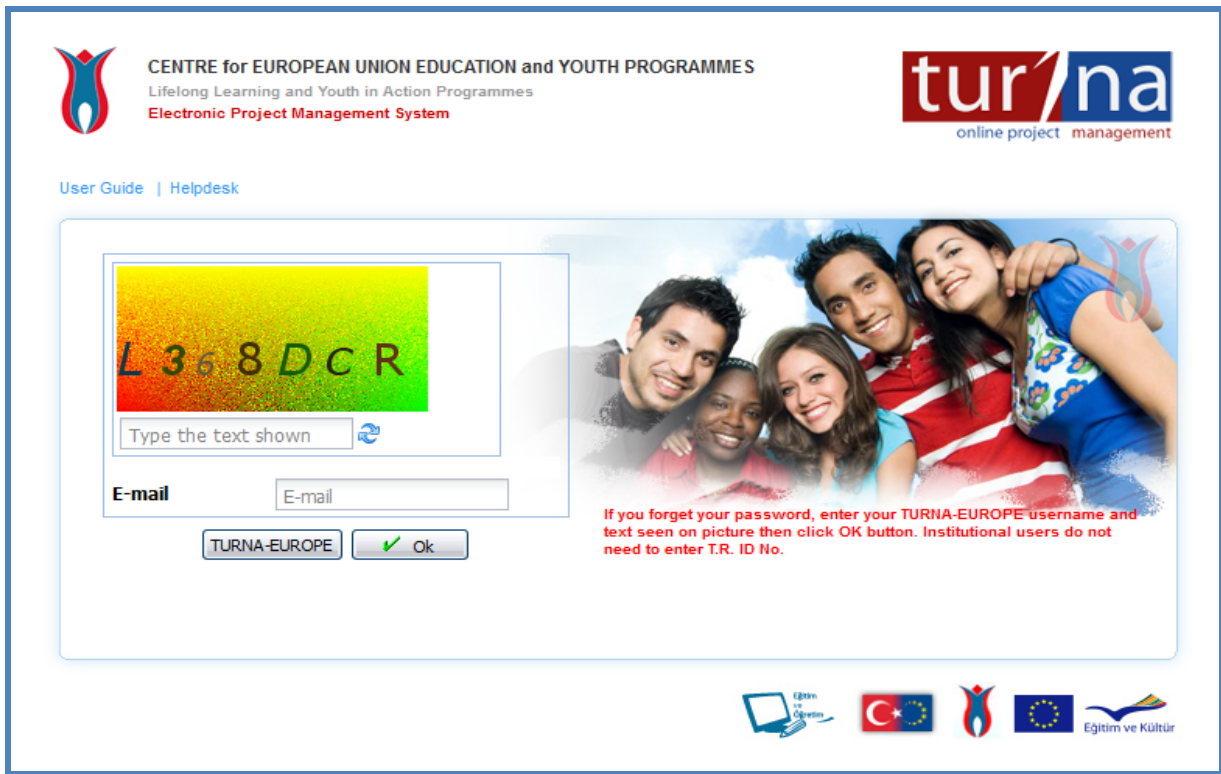 CENTRE for EUROPEAN UNION EDUCATION and YOUTH PROGRAMMES
Lifelong Learning and Youth in Action Programmes
Electronic Project Management System
turna
online project management
User Guide | Helpdesk
L368DCR
Type the text shown
E-mail
E-mail
TURNA-EUROPE
Ok
If you forget your password, enter your TURNA-EUROPE username and
text seen on picture then click OK button. Institutional users do not
need to enter T.R. ID No.
Eğitim
ve
Öğretim
Eğitim ve Kültür